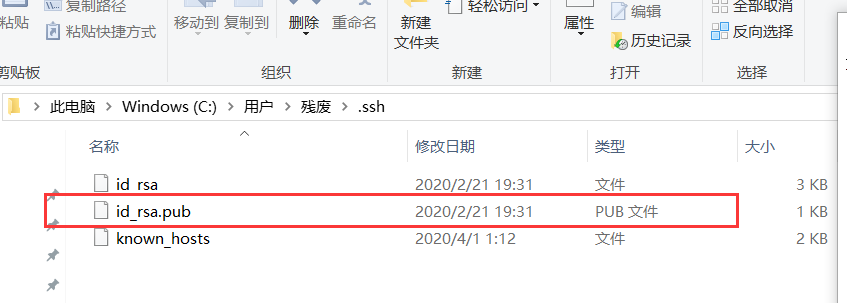 粘贴 复制路径 粘贴快捷方式 移动到 复制到 删除 重命名 新建 文件夹 轻松访问 属性 编辑 历史记录 全部取消 反向选择
剪贴板 组织 新建 打开 选择
此电脑 Windows (C:) 用户 残废 .ssh
名称 修改日期 类型 大小
id_rsa 2020/2/21 19:31 文件 3 KB
id_rsa.pub 2020/2/21 19:31 PUB 文件 1 KB
known_hosts 2020/4/1 1:12 文件 2 KB